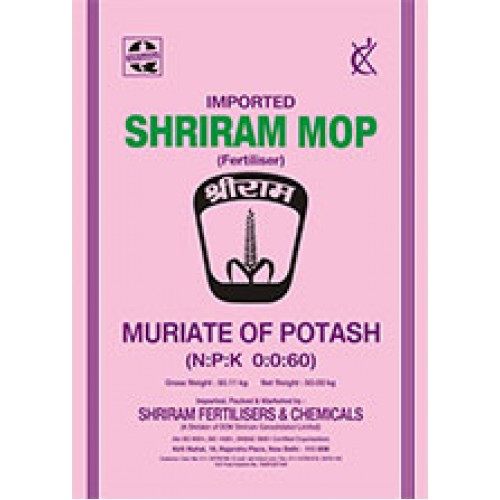 IMPORTED
SHRIRAM MOP
(Fertiliser)
श्रीराम
MURIATE OF POTASH
(N:P:K 0:0:60)
Gross Weight : 50.11 kg Net Weight : 50.00 kg
Imported, Packed & Marketed by :
SHRIRAM FERTILISERS & CHEMICALS
(A Division of DCM Shriram Consolidated Limited)